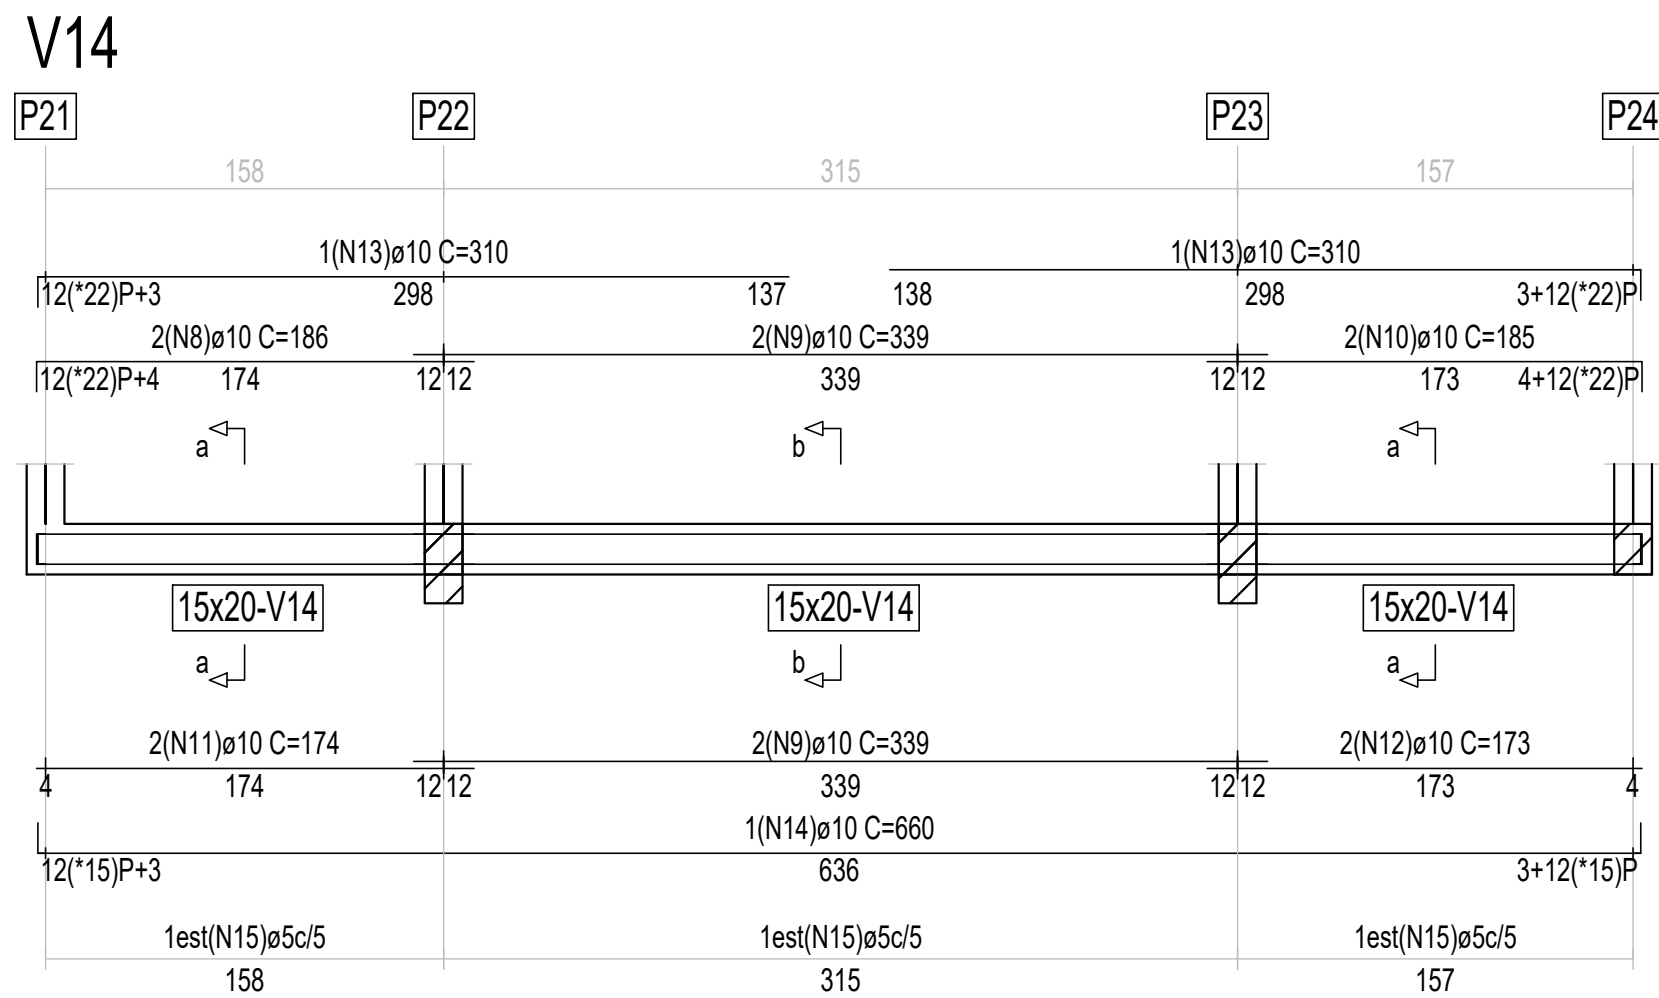 V14
P21 P22 P23 P24
158 315 157
1(N13)ø10 C=310 1(N13)ø10 C=310
12(*22)P+3 298 137 138 298 3+12(*22)P
2(N8)ø10 C=186 2(N9)ø10 C=339 2(N10)ø10 C=185
12(*22)P+4 174 12 12 339 12 12 173 4+12(*22)P
a b a
15x20-V14 15x20-V14 15x20-V14
a b a
2(N11)ø10 C=174 2(N9)ø10 C=339 2(N12)ø10 C=173
4 174 12 12 339 12 12 173 4
1(N14)ø10 C=660
12(*15)P+3 636 3+12(*15)P
1est(N15)ø5c/5 1est(N15)ø5c/5 1est(N15)ø5c/5
158 315 157